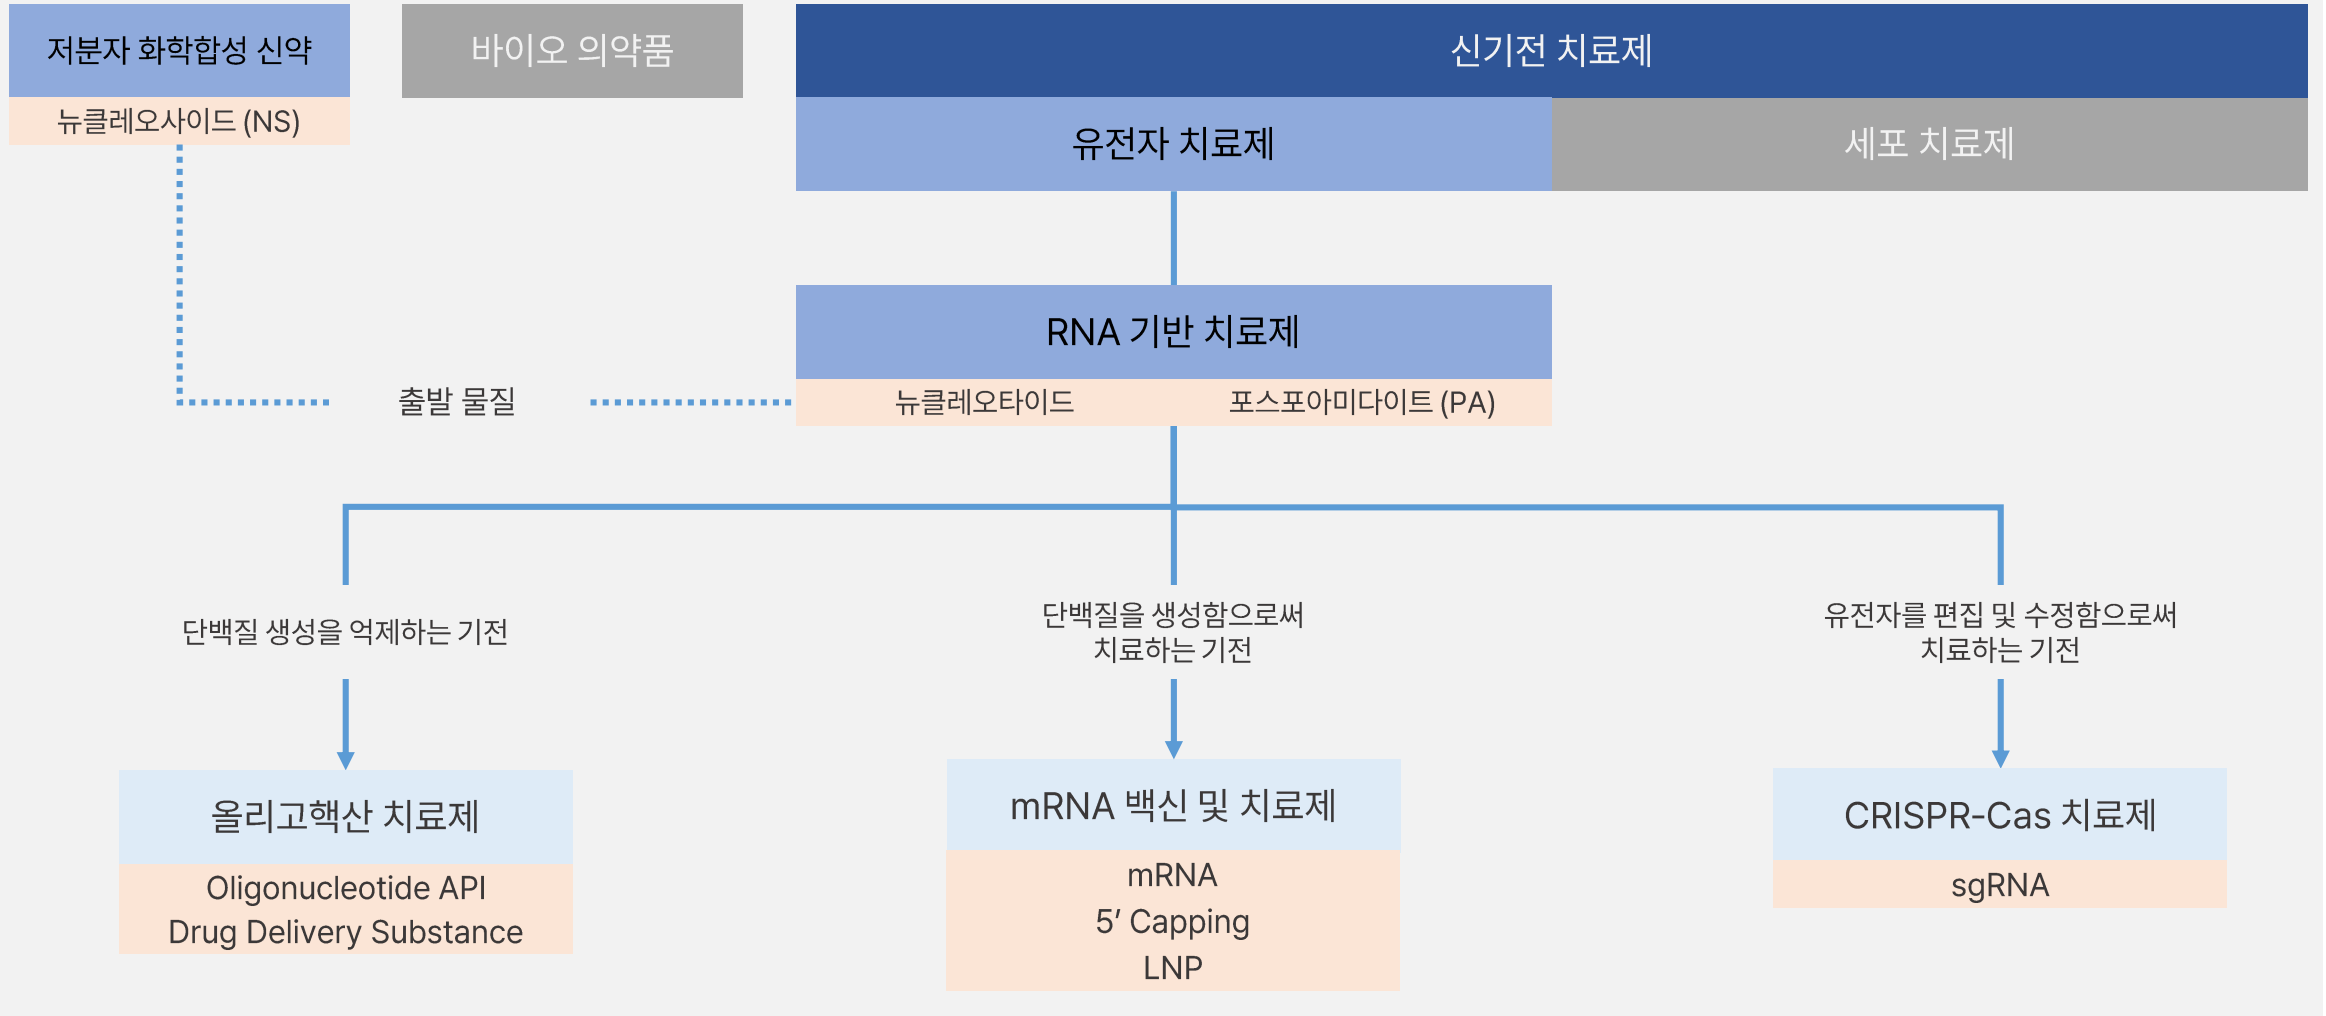 저분자 화학합성 신약
바이오 의약품
신기전 치료제
뉴클레오사이드 (NS)
유전자 치료제
세포 치료제
RNA 기반 치료제
출발 물질
뉴클레오타이드
포스포아미다이트 (PA)
단백질 생성을 억제하는 기전
단백질을 생성함으로써
치료하는 기전
유전자를 편집 및 수정함으로써
치료하는 기전
올리고핵산 치료제
Oligonucleotide API
Drug Delivery Substance
mRNA 백신 및 치료제
mRNA
5’ Capping
LNP
CRISPR-Cas 치료제
sgRNA